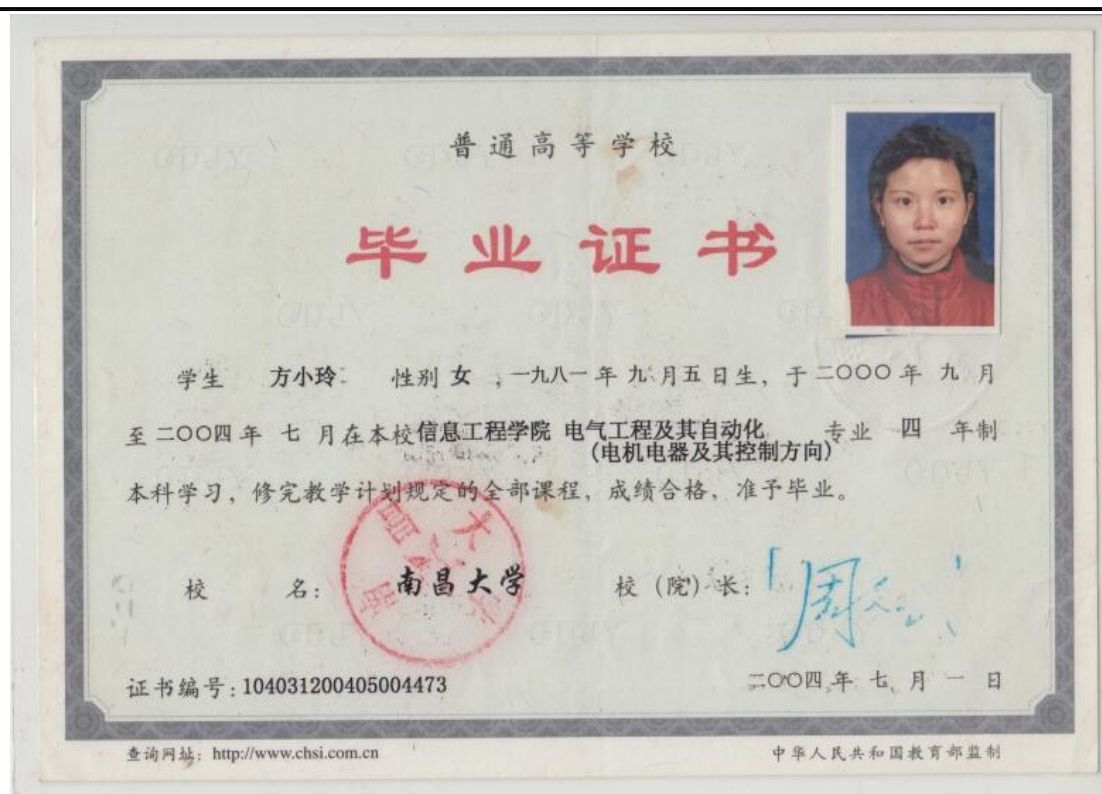 普通高等学校
毕业证书
学生 方小玲 性别 女 ，一九八一年 九 月五日生，于二〇〇〇年 九 月
至二〇〇四年 七 月在本校信息工程学院 电气工程及其自动化 专业 四 年制
(电机电器及其控制方向)
本科学习，修完教学计划规定的全部课程，成绩合格，准予毕业。
校 名：南昌大学 校（院）长：
证书编号：104031200405004473 二〇〇四年 七 月 一 日
查询网址：http://www.chsi.com.cn 中华人民共和国教育部监制